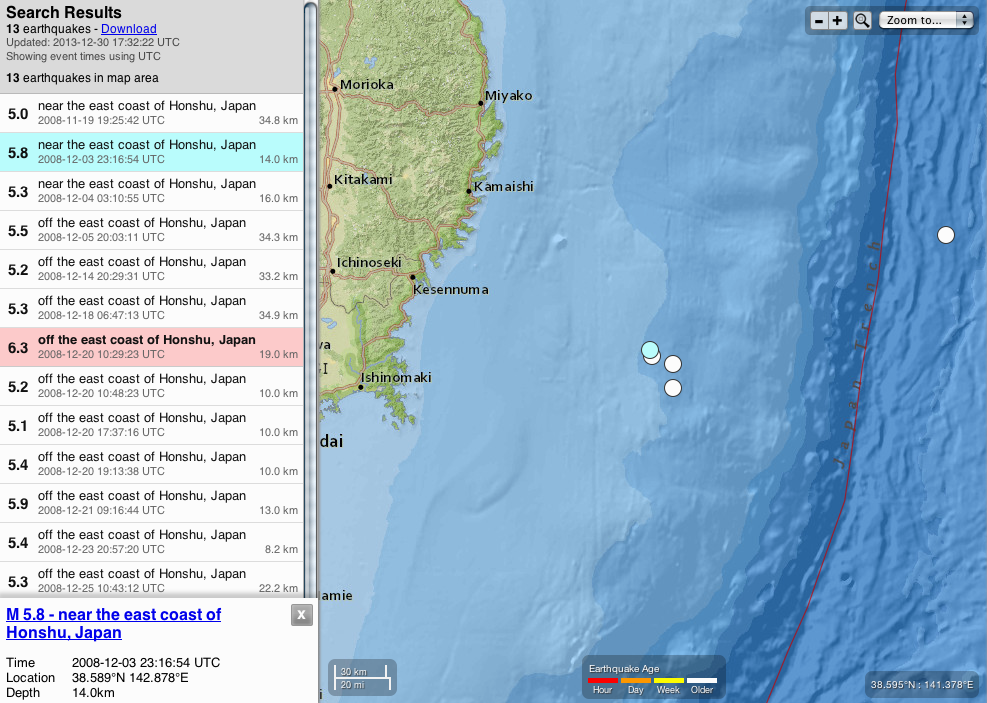 Search Results
13 earthquakes - Download
Updated: 2013-12-30 17:32:22 UTC
Showing event times using UTC
13 earthquakes in map area
5.0 near the east coast of Honshu, Japan
2008-11-19 19:25:42 UTC 34.8 km
5.8 near the east coast of Honshu, Japan
2008-12-03 23:16:54 UTC 14.0 km
5.3 near the east coast of Honshu, Japan
2008-12-04 03:10:55 UTC 16.0 km
5.5 off the east coast of Honshu, Japan
2008-12-05 20:03:11 UTC 34.3 km
5.2 off the east coast of Honshu, Japan
2008-12-14 20:29:31 UTC 33.2 km
5.3 off the east coast of Honshu, Japan
2008-12-18 06:47:13 UTC 34.9 km
6.3 off the east coast of Honshu, Japan
2008-12-20 10:29:23 UTC 19.0 km
5.2 off the east coast of Honshu, Japan
2008-12-20 10:48:23 UTC 10.0 km
5.1 off the east coast of Honshu, Japan
2008-12-20 17:37:16 UTC 10.0 km
5.4 off the east coast of Honshu, Japan
2008-12-20 19:13:38 UTC 10.0 km
5.9 off the east coast of Honshu, Japan
2008-12-21 09:16:44 UTC 13.0 km
5.4 off the east coast of Honshu, Japan
2008-12-23 20:57:20 UTC 8.2 km
5.3 off the east coast of Honshu, Japan
2008-12-25 10:43:12 UTC 22.2 km
M 5.8 - near the east coast of
Honshu, Japan
X
Time 2008-12-03 23:16:54 UTC
Location 38.589°N 142.878°E
Depth 14.0km
- + Zoom to...
Morioka
Miyako
Kitakami
Kamaishi
Ichinoseki
Kesennuma
va
I
Ishinomaki
dai
amie
i
Japan Trench
30 km
20 mi
Earthquake Age
Hour Day Week Older
38.595°N : 141.378°E